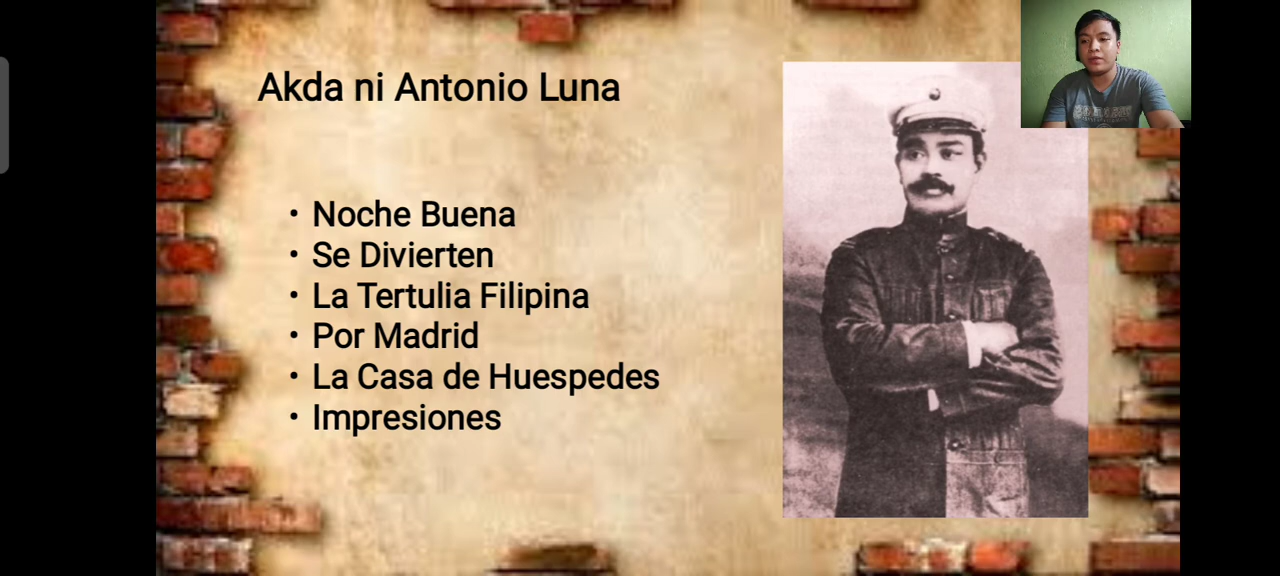 Akda ni Antonio Luna
• Noche Buena
• Se Divierten
• La Tertulia Filipina
• Por Madrid
• La Casa de Huespedes
• Impresiones